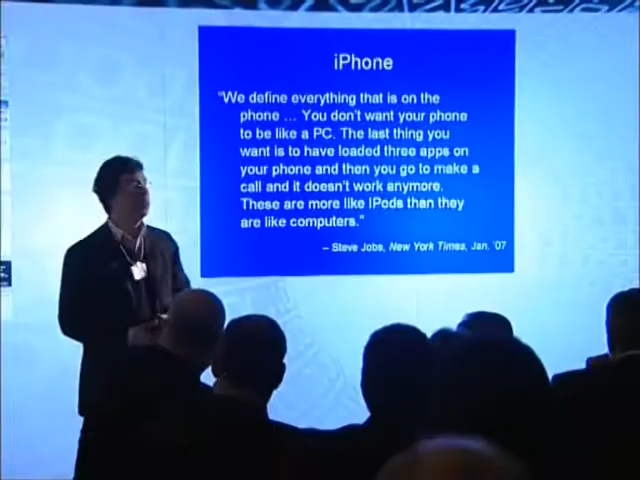 iPhone
“We define everything that is on the
phone … You don’t want your phone
to be like a PC. The last thing you
want is to have loaded three apps on
your phone and then you go to make a
call and it doesn’t work anymore.
These are more like iPods than they
are like computers.”
– Steve Jobs, New York Times, Jan. ’07